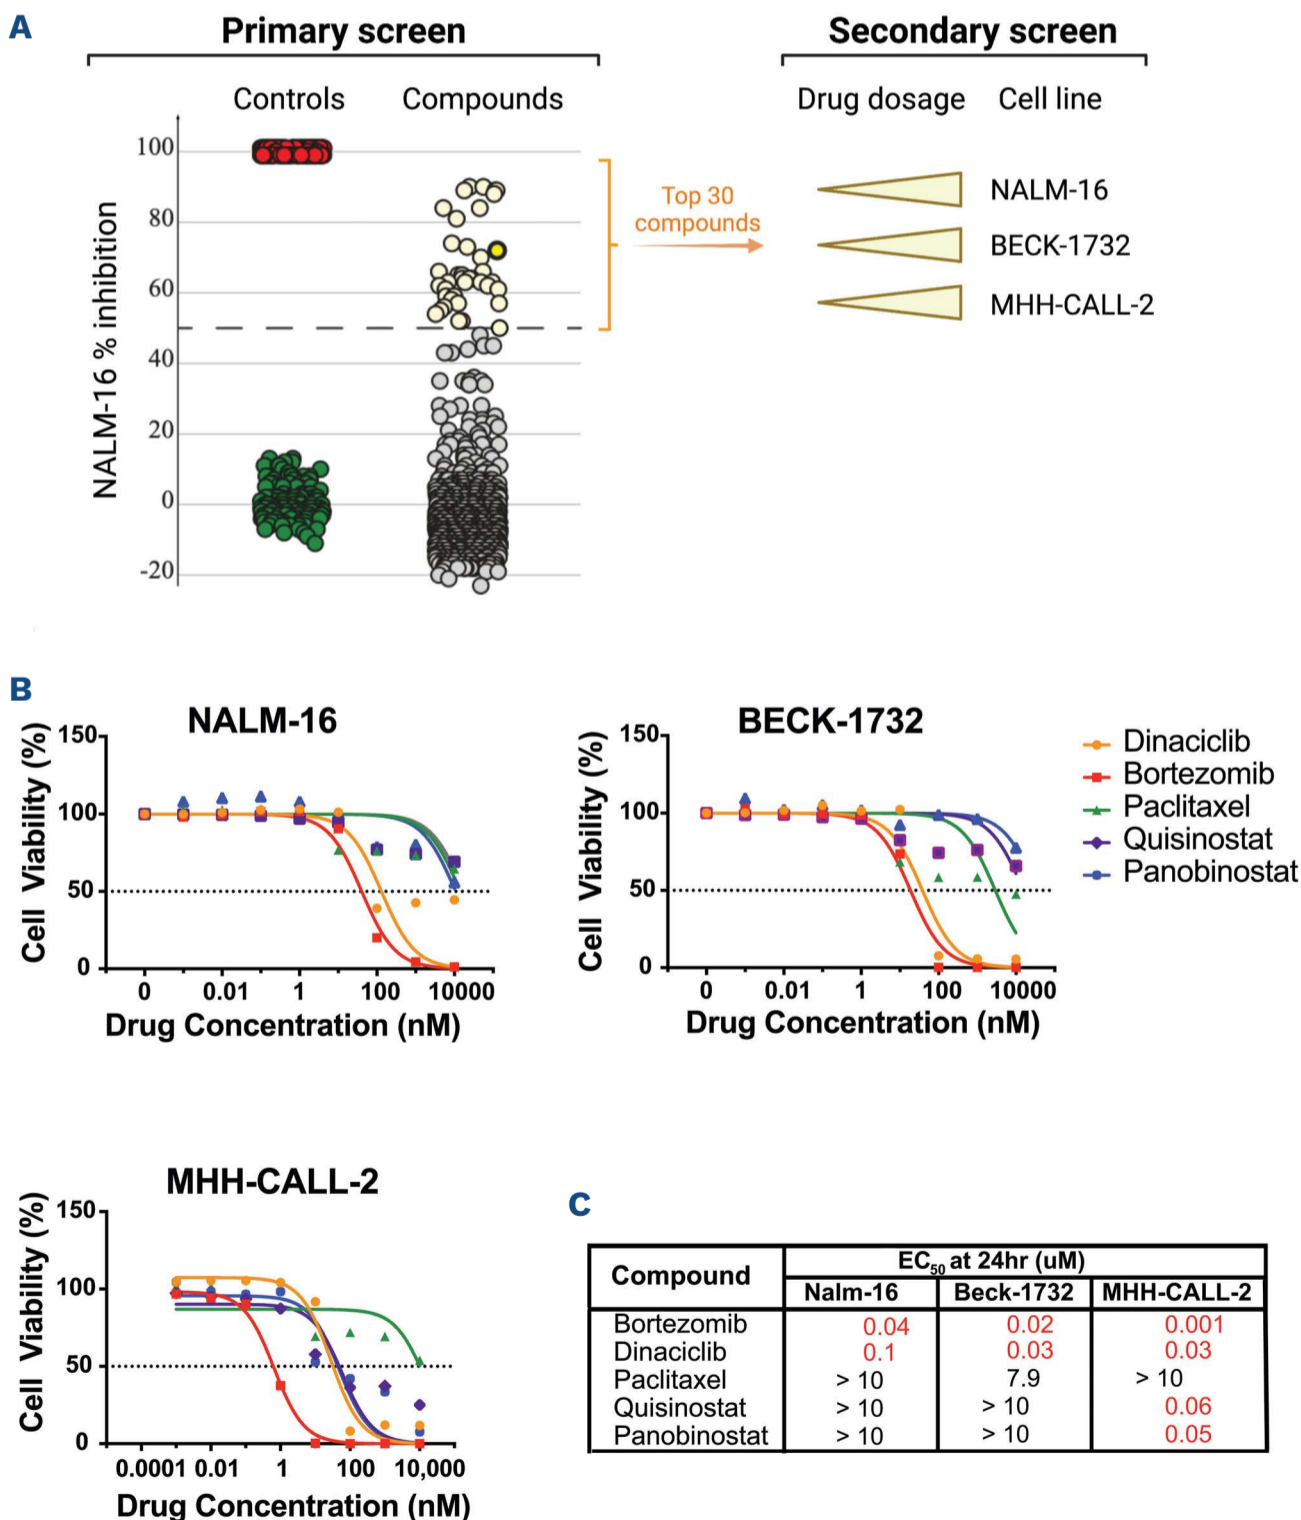 A
Primary screen
Secondary screen
Controls
Compounds
Drug dosage
Cell line
NALM-16 % inhibition
100
80
60
40
20
0
-20
Top 30
compounds
NALM-16
BECK-1732
MHH-CALL-2
B
NALM-16
Cell Viability (%)
150
100
50
0
0
0.01
1
100
10000
Drug Concentration (nM)
BECK-1732
Cell Viability (%)
150
100
50
0
0
0.01
1
100
10000
Drug Concentration (nM)
Dinaciclib
Bortezomib
Paclitaxel
Quisinostat
Panobinostat
MHH-CALL-2
Cell Viability (%)
150
100
50
0
0.0001 0.01
1
100
10,000
Drug Concentration (nM)
C
Compound
EC50 at 24hr (uM)
Nalm-16 Beck-1732 MHH-CALL-2
Bortezomib 0.04 0.02 0.001
Dinaciclib 0.1 0.03 0.03
Paclitaxel > 10 7.9 > 10
Quisinostat > 10 > 10 0.06
Panobinostat > 10 > 10 0.05